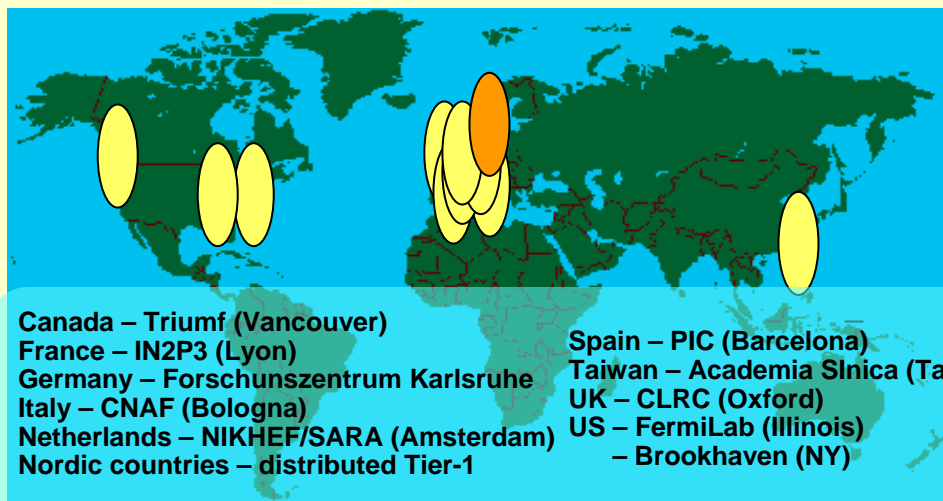 Canada – Triumf (Vancouver)
France – IN2P3 (Lyon)
Germany – Forschunszentrum Karlsruhe
Italy – CNAF (Bologna)
Netherlands – NIKHEF/SARA (Amsterdam)
Nordic countries – distributed Tier-1
Spain – PIC (Barcelona)
Taiwan – Academia SInica (Ta
UK – CLRC (Oxford)
US – FermiLab (Illinois)
– Brookhaven (NY)